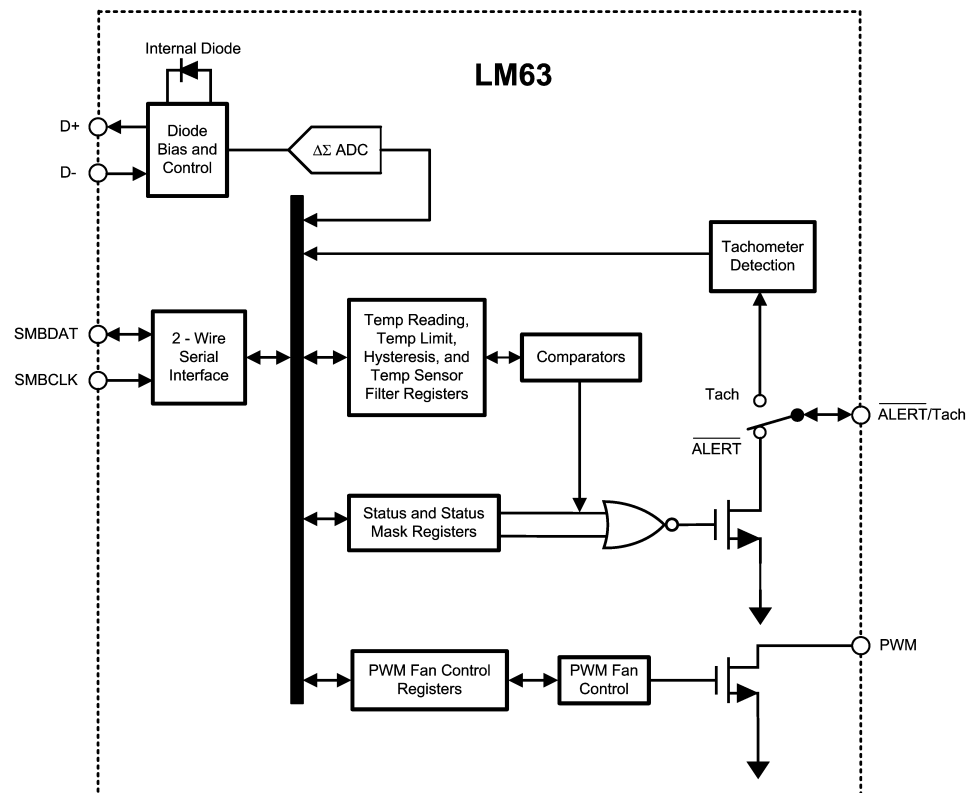 Internal Diode
LM63
D+
D-
Diode
Bias and
Control
ΔΣ ADC
Tachometer
Detection
SMBDAT
SMBCLK
2 - Wire
Serial
Interface
Temp Reading,
Temp Limit,
Hysteresis, and
Temp Sensor
Filter Registers
Comparators
Tach
ALERT
ALERT/Tach
Status and Status
Mask Registers
PWM
PWM Fan Control
Registers
PWM Fan
Control